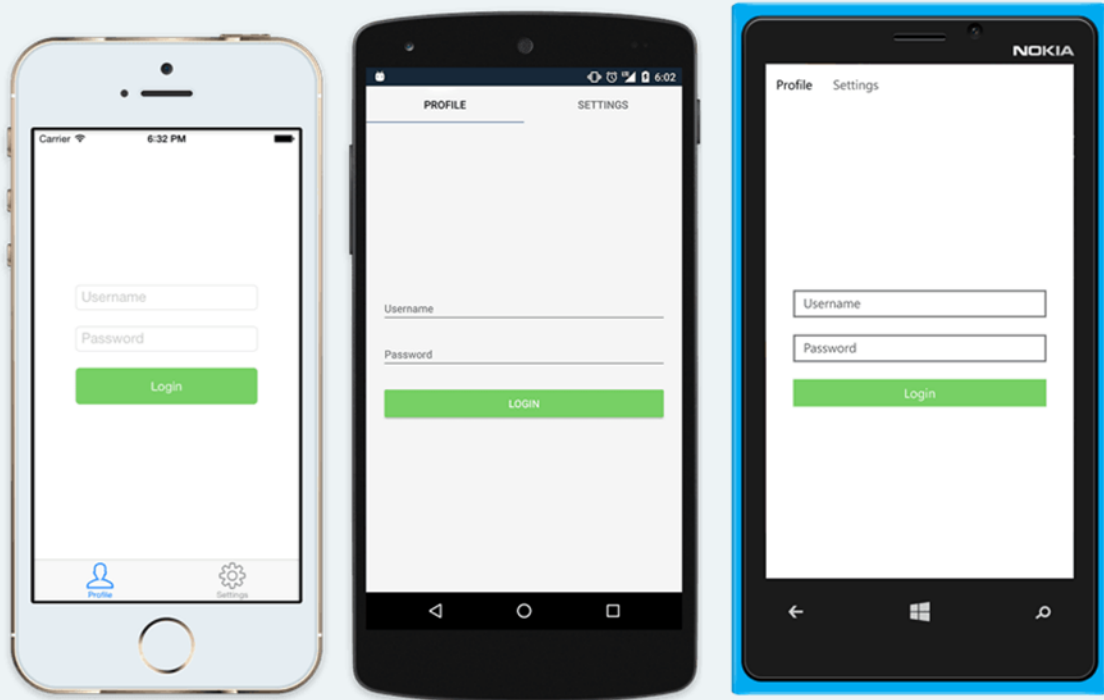 Carrier 6:32 PM
Username
Password
Login
Profile Settings
6:02
PROFILE SETTINGS
Username
Password
LOGIN
NOKIA
Profile Settings
Username
Password
Login